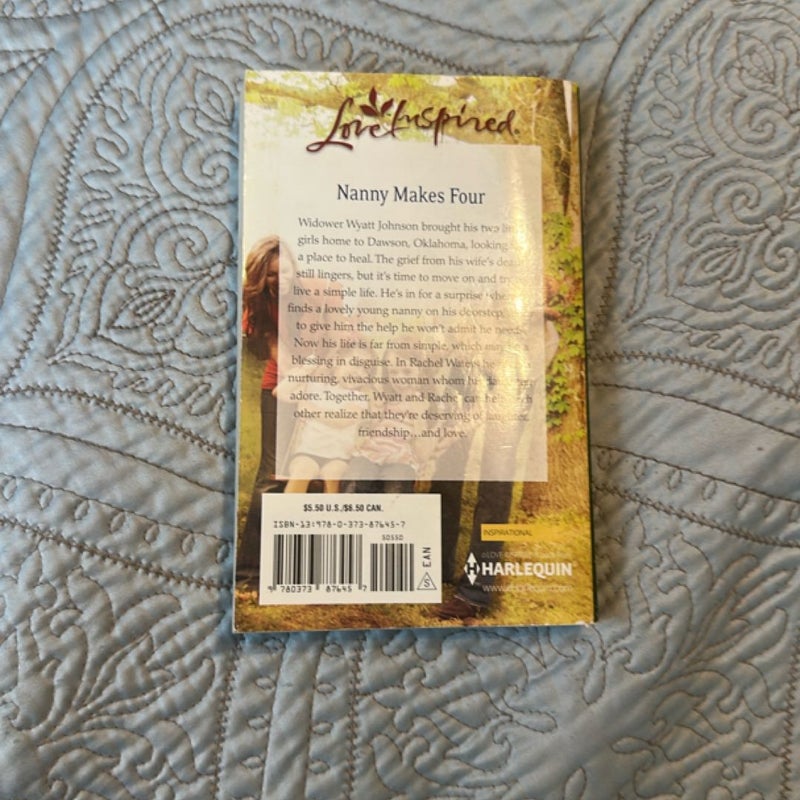 Love Inspired®
Nanny Makes Four
Widower Wyatt Johnson brought his two
girls home to Dawson, Oklahoma, looking
a place to heal. The grief from his wife's
still lingers, but it's time to move on and
live a simple life. He's in for a surprise
finds a lovely young nanny on his doorstep,
to give him the help he won't admit he needs.
Now his life is far from simple, which
blessing in disguise. In Rachel Waters
nurturing, vivacious woman whom his
adore. Together, Wyatt and Rachel can help
other realize that they're deserving of
friendship...and love.
$5.50 U.S./$6.50 CAN.
ISBN-13:978-0-373-87645-7
50550
EAN
S
9 780373 87645 7
INSPIRATIONAL
HARLEQUIN